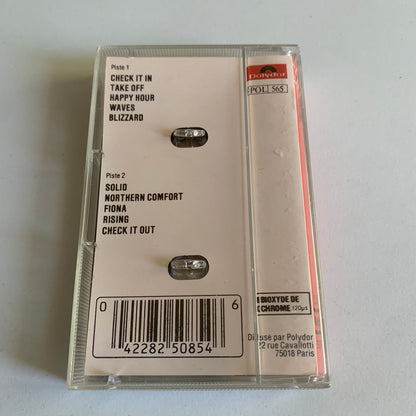 Piste 1
CHECK IT IN
TAKE OFF
HAPPY HOUR
WAVES
BLIZZARD
Piste 2
SOLID
NORTHERN COMFORT
FIONA
RISING
CHECK IT OUT
0 6
42282 50854
Polydor
POL 565
BIOXYDE DE
CHROME 120µs
Diffusé par Polydor
22 rue Cavallotti
75018 Paris